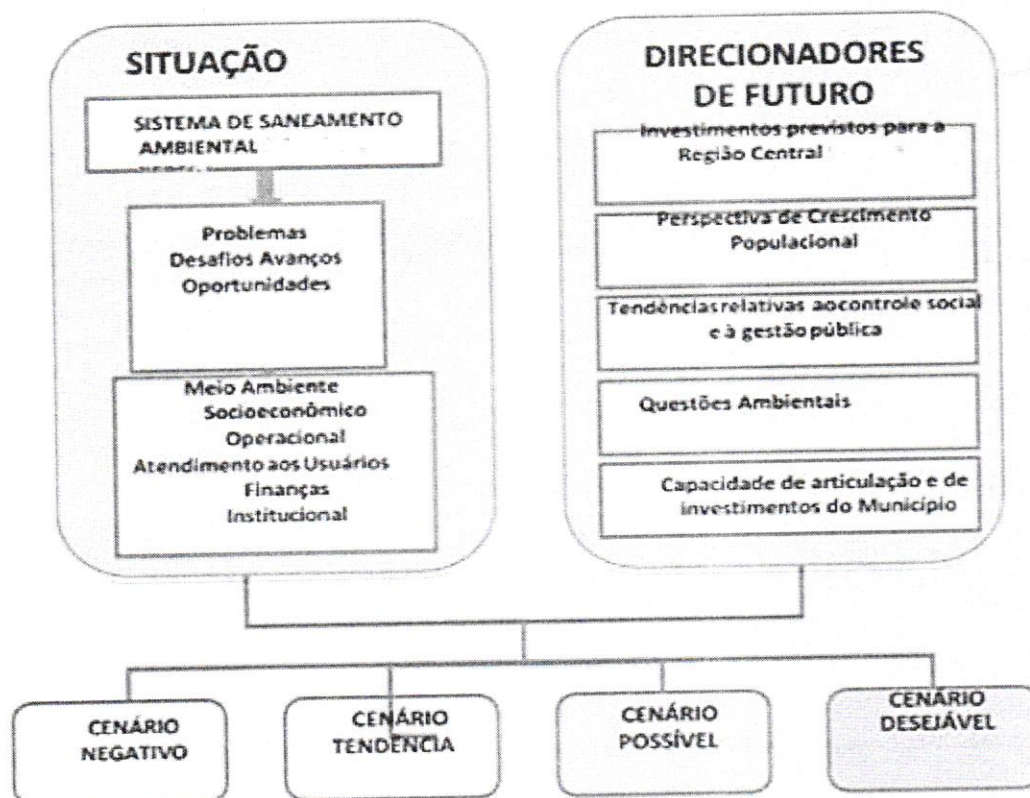 SITUAÇÃO
SISTEMA DE SANEAMENTO
AMBIENTAL
Problemas
Desafios Avanços
Oportunidades
Meio Ambiente
Socioeconômico
Operacional
Atendimento aos Usuários
Finanças
Institucional
DIRECIONADORES
DE FUTURO
Investimentos previstos para a
Região Central
Perspectiva de Crescimento
Populacional
Tendências relativas aocontrole social
e à gestão pública
Questões Ambientais
Capacidade de articulação e de
investimentos do Município
CENÁRIO
NEGATIVO
CENÁRIO
TENDÊNCIA
CENÁRIO
POSSÍVEL
CENÁRIO
DESEJÁVEL